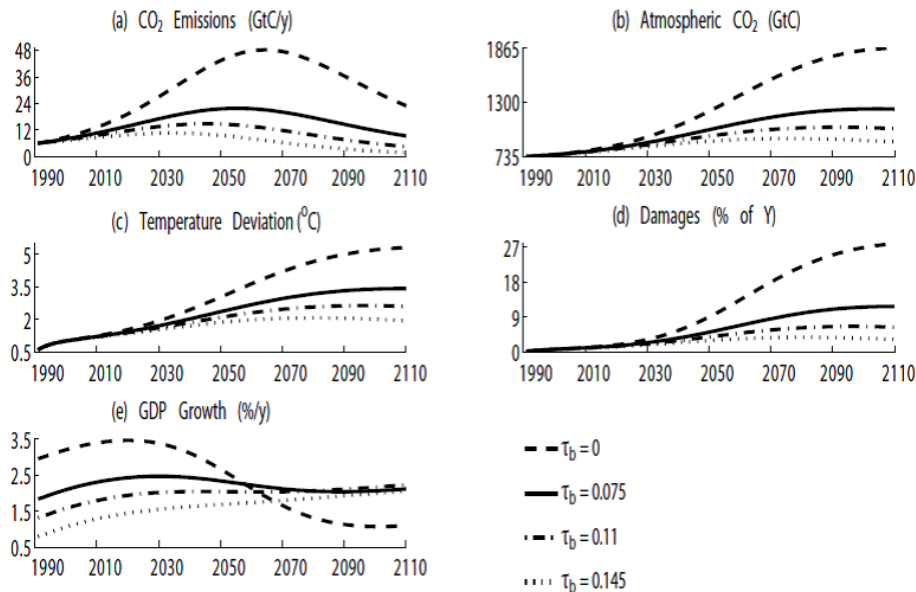 (a) CO₂ Emissions (GtC/y)
48
36
24
12
0
1990 2010 2030 2050 2070 2090 2110
(b) Atmospheric CO₂ (GtC)
1865
1300
735
1990 2010 2030 2050 2070 2090 2110
(c) Temperature Deviation (⁰C)
5
3.5
2
0.5
1990 2010 2030 2050 2070 2090 2110
(d) Damages (% of Y)
27
18
9
0
1990 2010 2030 2050 2070 2090 2110
(e) GDP Growth (%/y)
3.5
2.5
1.5
0.5
1990 2010 2030 2050 2070 2090 2110
τb = 0
τb = 0.075
τb = 0.11
τb = 0.145